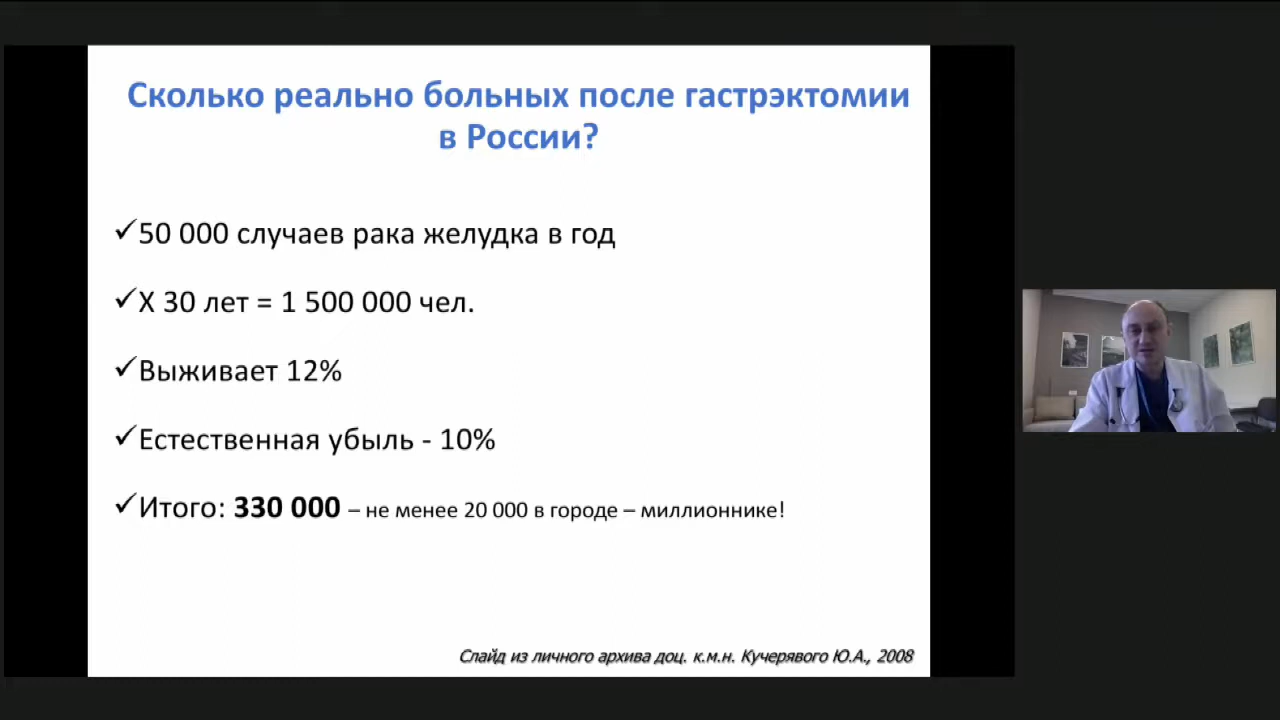 Сколько реально больных после гастрэктомии
в России?
✓50 000 случаев рака желудка в год
✓Х 30 лет = 1 500 000 чел.
✓Выживает 12%
✓Естественная убыль - 10%
✓Итого: 330 000 – не менее 20 000 в городе – миллионнике!
Слайд из личного архива доц. к.м.н. Кучерявого Ю.А., 2008